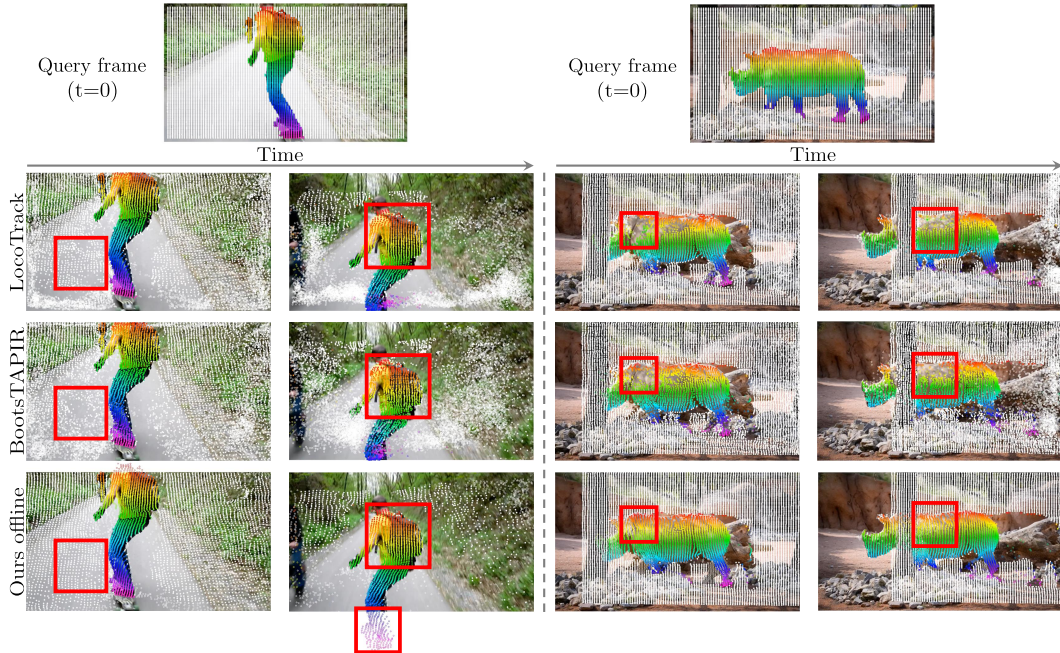 Query frame
(t=0)
Query frame
(t=0)
Time
Time
LocoTrack
BootsTAPIR
Ours offline